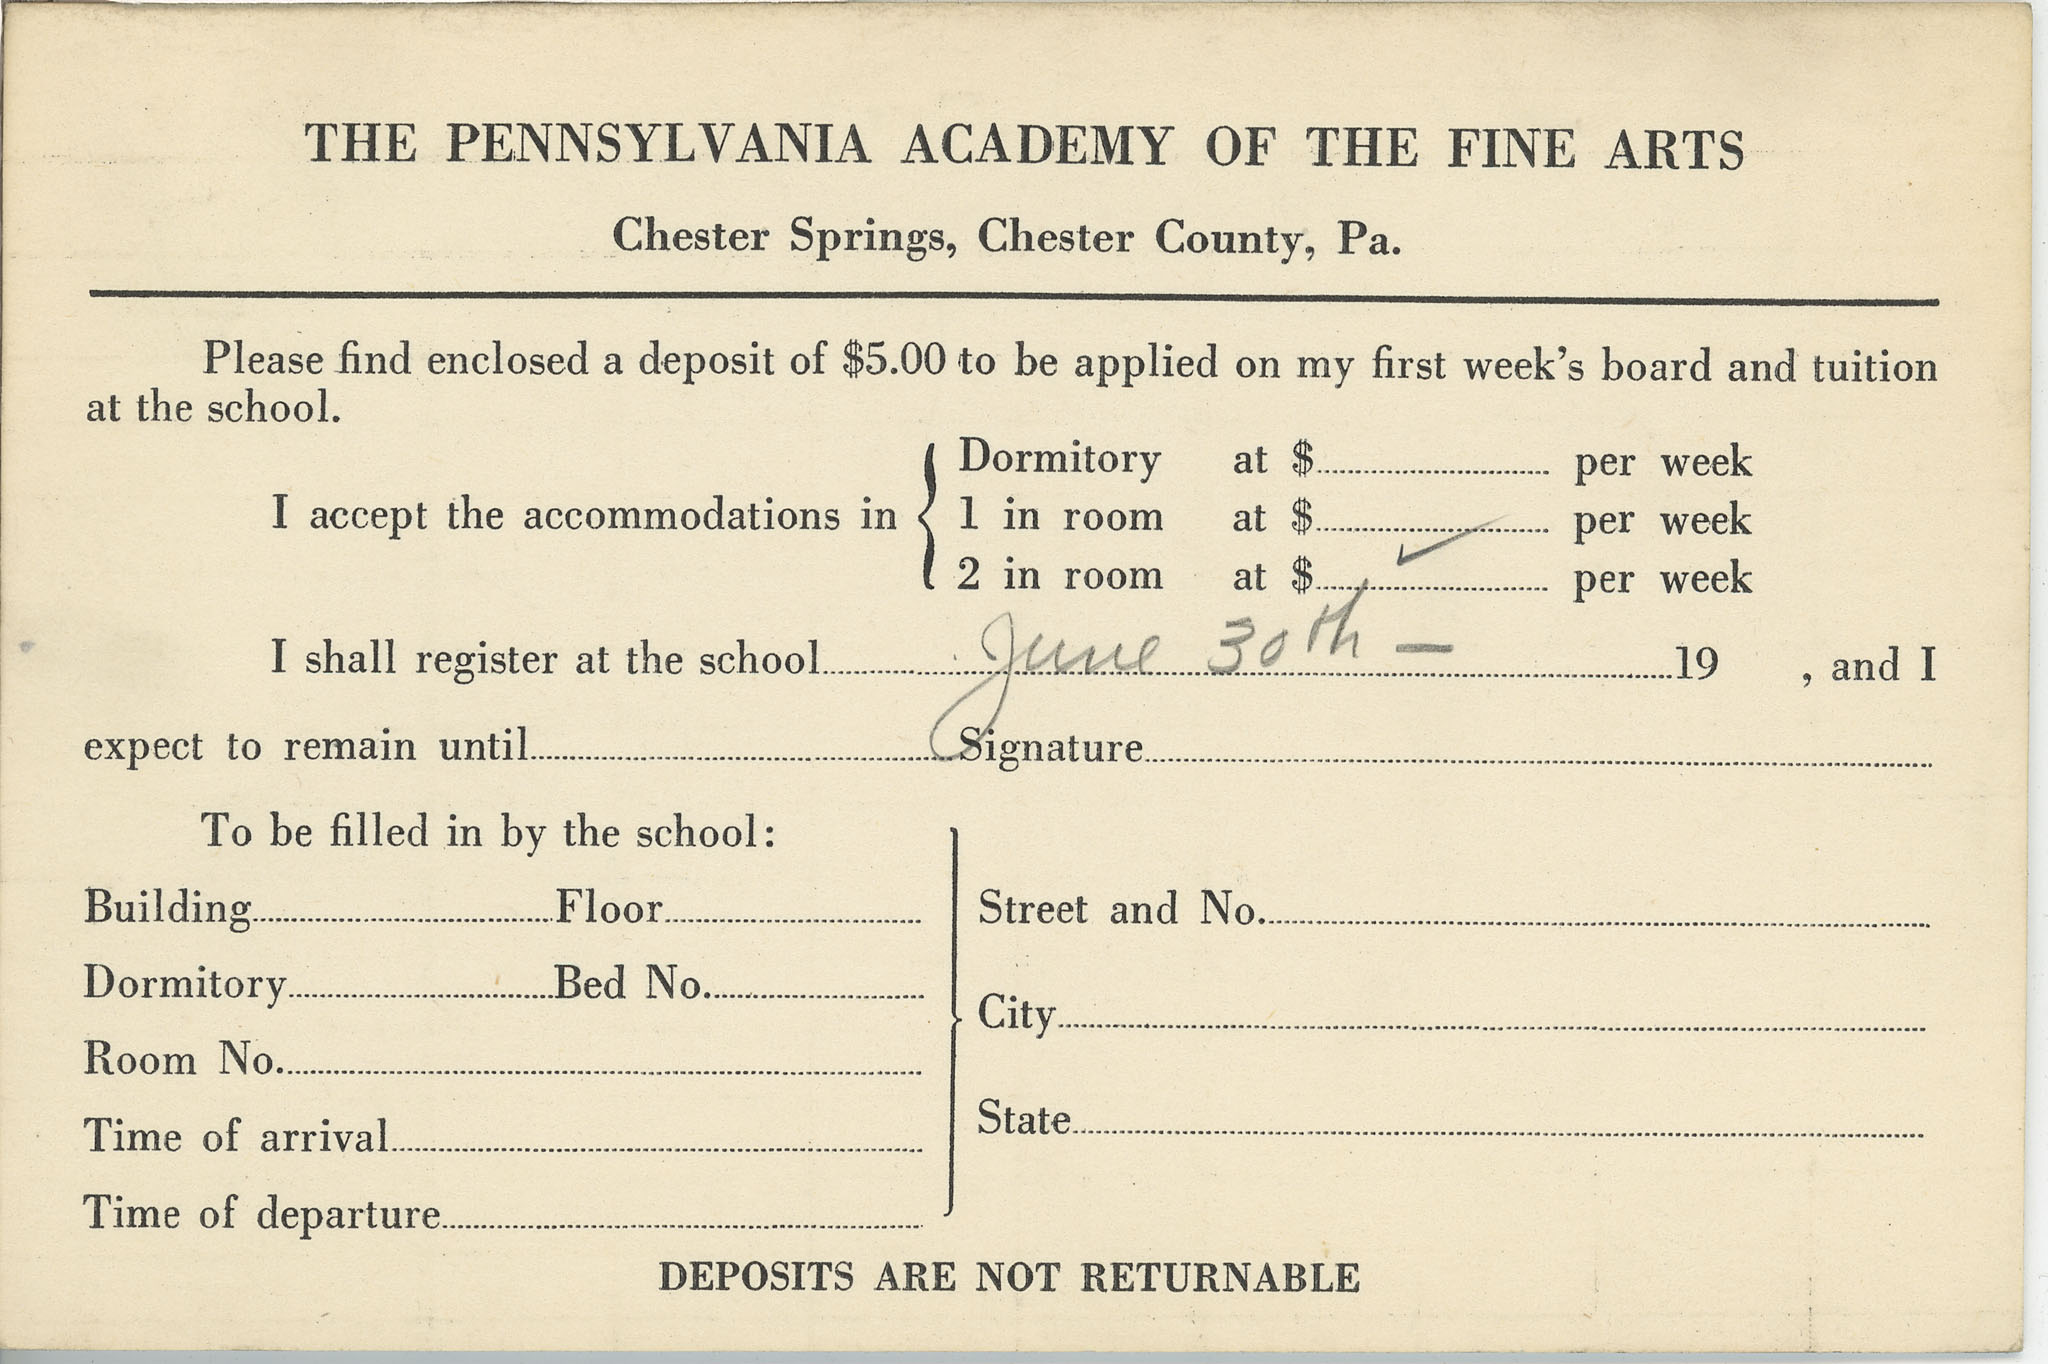 THE PENNSYLVANIA ACADEMY OF THE FINE ARTS
Chester Springs, Chester County, Pa.
Please find enclosed a deposit of $5.00 to be applied on my first week's board and tuition
at the school.
I accept the accommodations in
Dormitory at $ per week
1 in room at $ per week
2 in room at $ ✓ per week
I shall register at the school June 30th — 19 , and I
expect to remain until Signature
To be filled in by the school:
Building Floor
Dormitory Bed No.
Room No.
Time of arrival
Time of departure
Street and No.
City
State
DEPOSITS ARE NOT RETURNABLE